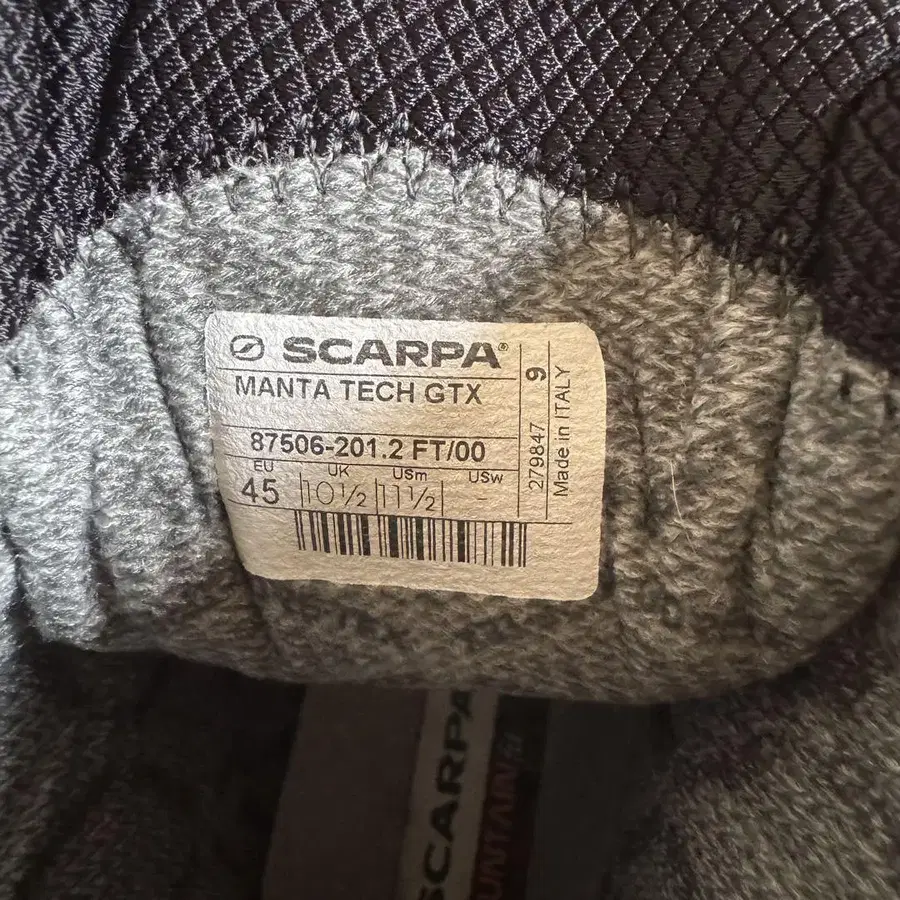 SCARPA®
MANTA TECH GTX
87506-201.2 FT/00
EU UK USm USw
45 10½ 11½ -
279847 9
Made in ITALY
SCARPA